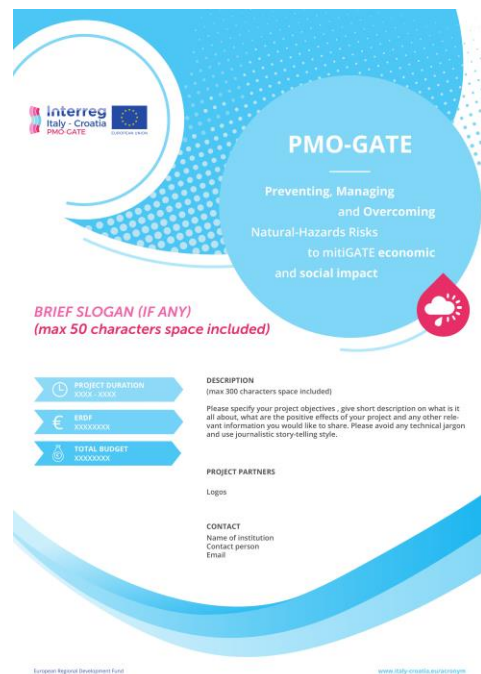 Interreg
Italy - Croatia
PMO-GATE
EUROPEAN UNION
PMO-GATE
Preventing, Managing
and Overcoming
Natural-Hazards Risks
to mitiGATE economic
and social impact
BRIEF SLOGAN (IF ANY)
(max 50 characters space included)
PROJECT DURATION
XXXX - XXXX
€ ERDF
XXXXXXXX
TOTAL BUDGET
XXXXXXXX
DESCRIPTION
(max 300 characters space included)
Please specify your project objectives , give short description on what is it
all about, what are the positive effects of your project and any other rele-
vant information you would like to share. Please avoid any technical jargon
and use journalistic story-telling style.
PROJECT PARTNERS
Logos
CONTACT
Name of institution
Contact person
Email
European Regional Development Fund
www.italy-croatia.eu/acronym